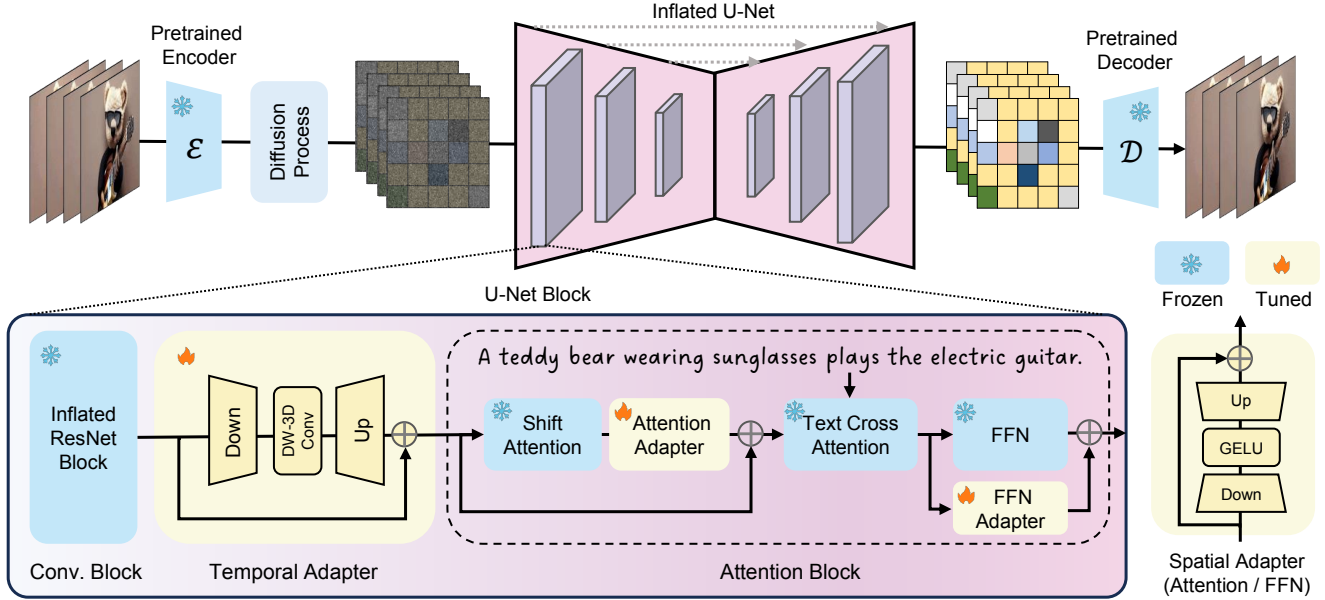 Inflated U-Net
Pretrained
Encoder
Pretrained
Decoder
ℰ
Diffusion
Process
𝒟
U-Net Block
Frozen
Tuned
A teddy bear wearing sunglasses plays the electric guitar.
Inflated
ResNet
Block
Down
DW-3D
Conv
Up
Shift
Attention
Attention
Adapter
Text Cross
Attention
FFN
FFN
Adapter
Up
GELU
Down
Conv. Block
Temporal Adapter
Attention Block
Spatial Adapter
(Attention / FFN)